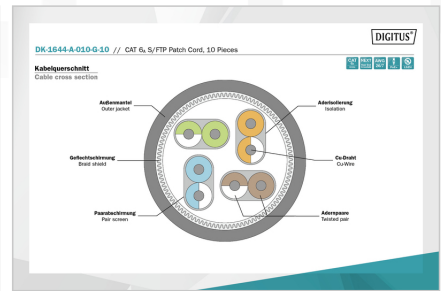 DIGITUS®
DK-1644-A-010-G-10 // CAT 6A S/FTP Patch Cord, 10 Pieces
Kabelquerschnitt
Cable cross section
Außenmantel
Outer jacket
Aderisolierung
Isolation
Geflechtschirmung
Braid shield
Cu-Draht
Cu-Wire
Paarabschirmung
Pair screen
Adernpaare
Twisted pair